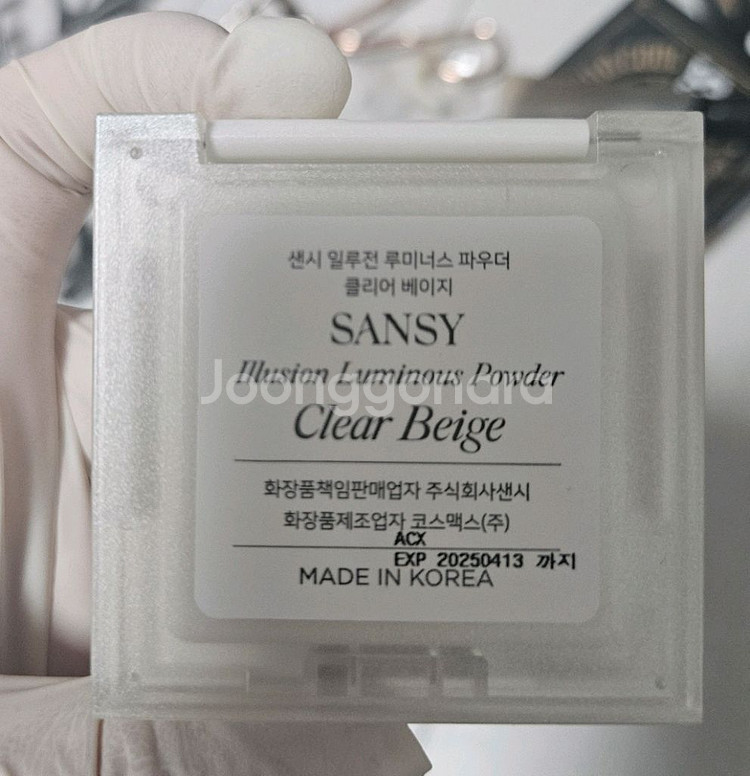 샌시 일루전 루미너스 파우더
클리어 베이지
SANSY
Illusion Luminous Powder
Joonggonara
Clear Beige
화장품책임판매업자 주식회사샌시
화장품제조업자 코스맥스(주)
ACX
EXP 20250413 까지
MADE IN KOREA